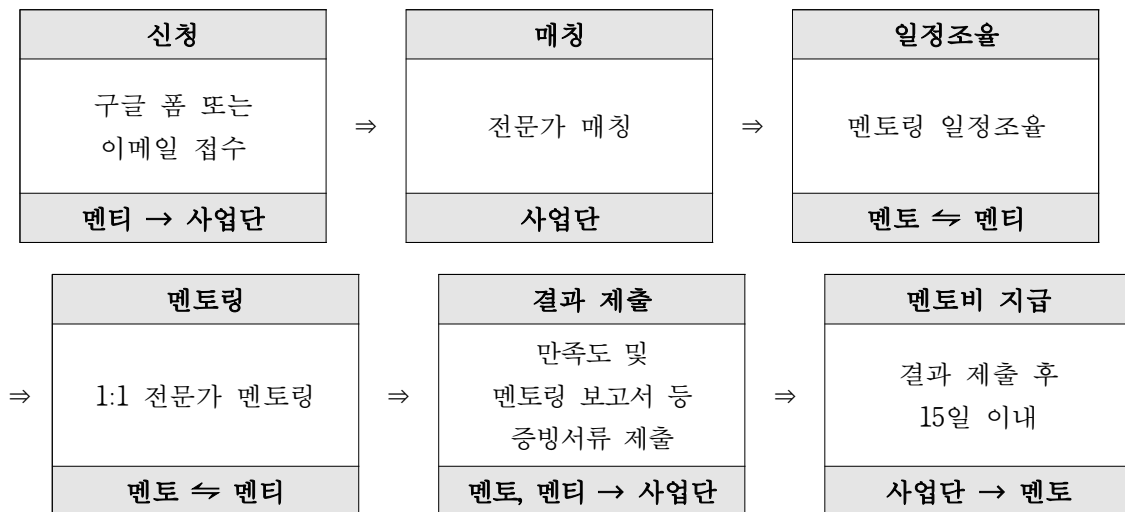 신청
구글 폼 또는
이메일 접수
멘티 → 사업단
⇒
매칭
전문가 매칭
사업단
⇒
일정조율
멘토링 일정조율
멘토 ⇋ 멘티
⇒
멘토링
1:1 전문가 멘토링
멘토 ⇋ 멘티
⇒
결과 제출
만족도 및
멘토링 보고서 등
증빙서류 제출
멘토, 멘티 → 사업단
⇒
멘토비 지급
결과 제출 후
15일 이내
사업단 → 멘토